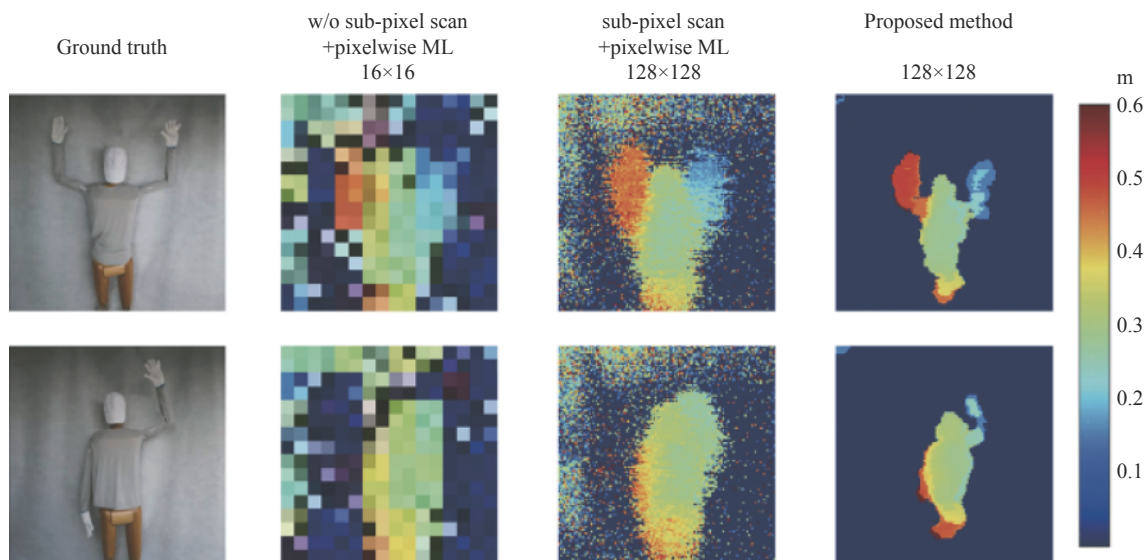 Ground truth
w/o sub-pixel scan
+pixelwise ML
16×16
sub-pixel scan
+pixelwise ML
128×128
Proposed method
128×128
m
0.6
0.5
0.4
0.3
0.2
0.1